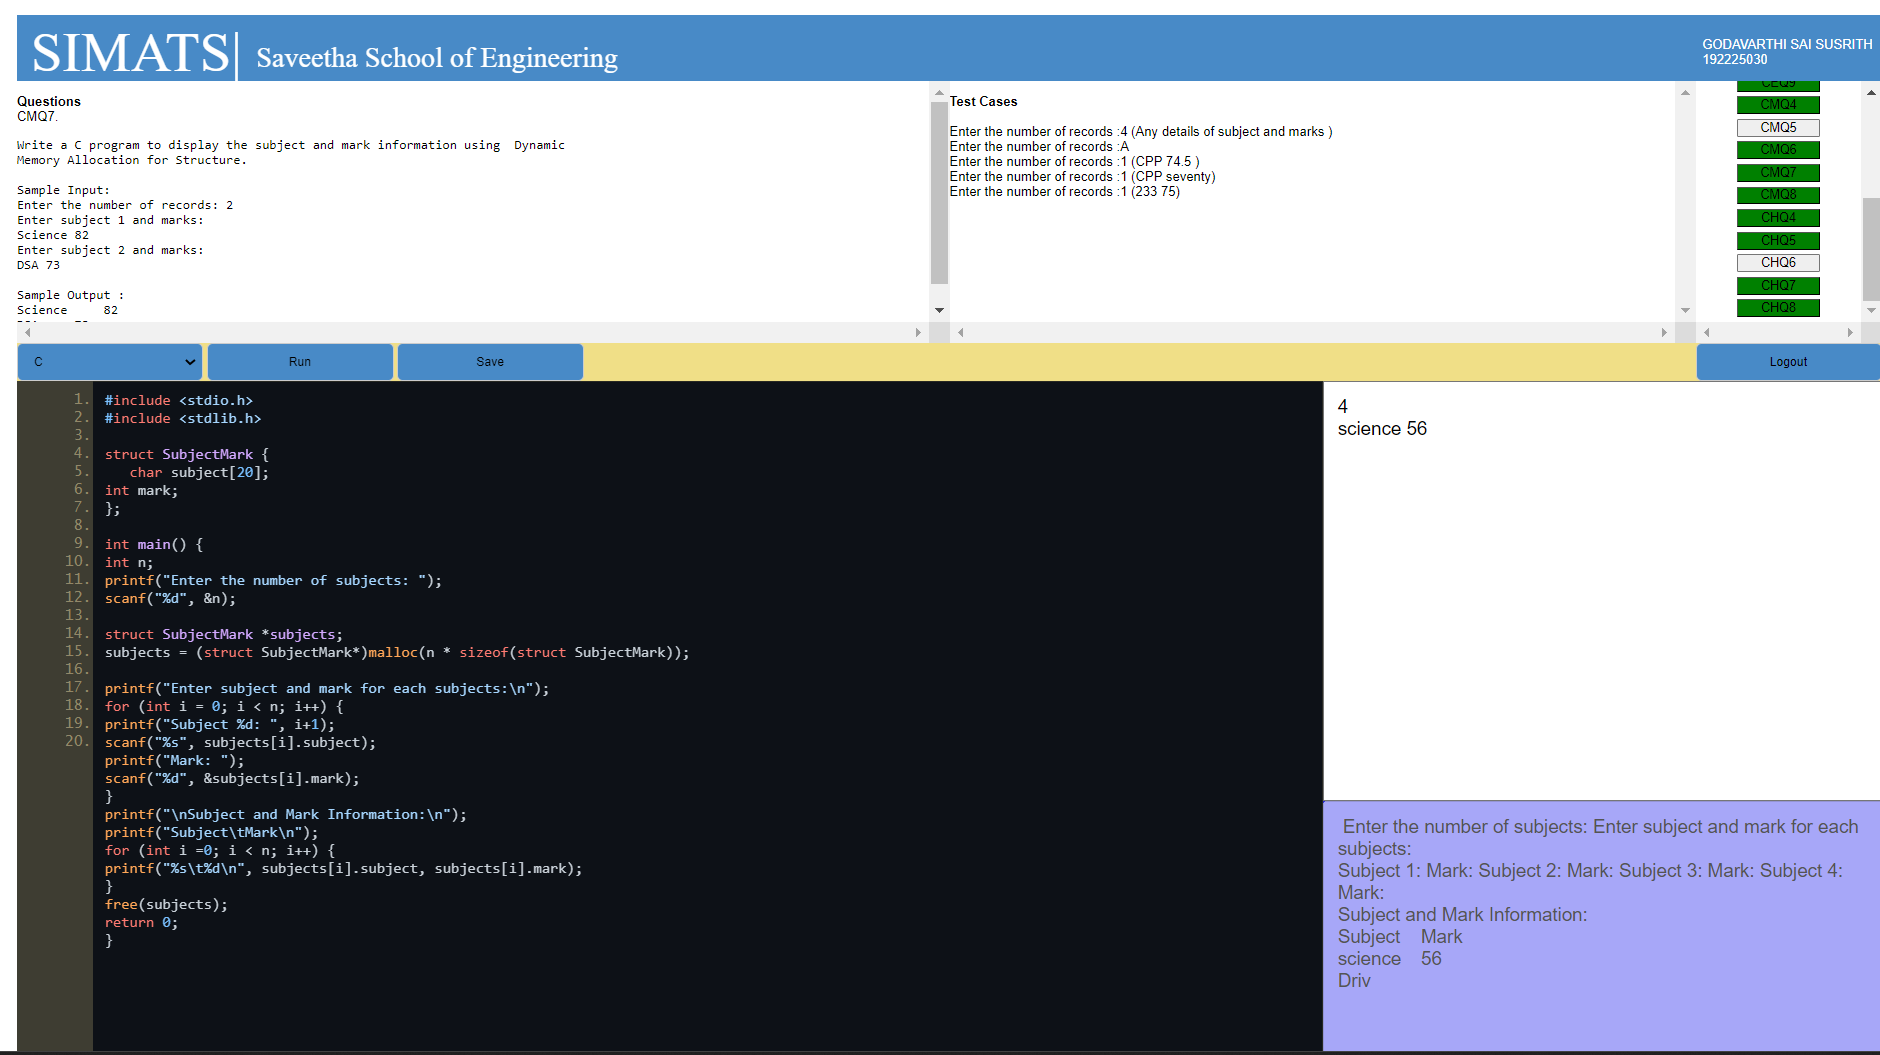 SIMATS| Saveetha School of Engineering
GODAVARTHI SAI SUSRITH
192225030
Questions
CMQ7.
Write a C program to display the subject and mark information using  Dynamic
Memory Allocation for Structure.
Sample Input:
Enter the number of records: 2
Enter subject 1 and marks:
Science 82
Enter subject 2 and marks:
DSA 73
Sample Output :
Science     82
Test Cases
Enter the number of records :4 (Any details of subject and marks )
Enter the number of records :A
Enter the number of records :1 (CPP 74.5 )
Enter the number of records :1 (CPP seventy)
Enter the number of records :1 (233 75)
CEQ9
CMQ4
CMQ5
CMQ6
CMQ7
CMQ8
CHQ4
CHQ5
CHQ6
CHQ7
CHQ8
C
Run
Save
Logout
1. #include <stdio.h>
2. #include <stdlib.h>
3.
4. struct SubjectMark {
5.    char subject[20];
6. int mark;
7. };
8.
9. int main() {
10. int n;
11. printf("Enter the number of subjects: ");
12. scanf("%d", &n);
13.
14. struct SubjectMark *subjects;
15. subjects = (struct SubjectMark*)malloc(n * sizeof(struct SubjectMark));
16.
17. printf("Enter subject and mark for each subjects:\n");
18. for (int i = 0; i < n; i++) {
19. printf("Subject %d: ", i+1);
20. scanf("%s", subjects[i].subject);
printf("Mark: ");
scanf("%d", &subjects[i].mark);
}
printf("\nSubject and Mark Information:\n");
printf("Subject\tMark\n");
for (int i =0; i < n; i++) {
printf("%s\t%d\n", subjects[i].subject, subjects[i].mark);
}
free(subjects);
return 0;
}
4
science 56
Enter the number of subjects: Enter subject and mark for each
subjects:
Subject 1: Mark: Subject 2: Mark: Subject 3: Mark: Subject 4:
Mark:
Subject and Mark Information:
Subject    Mark
science    56
Driv